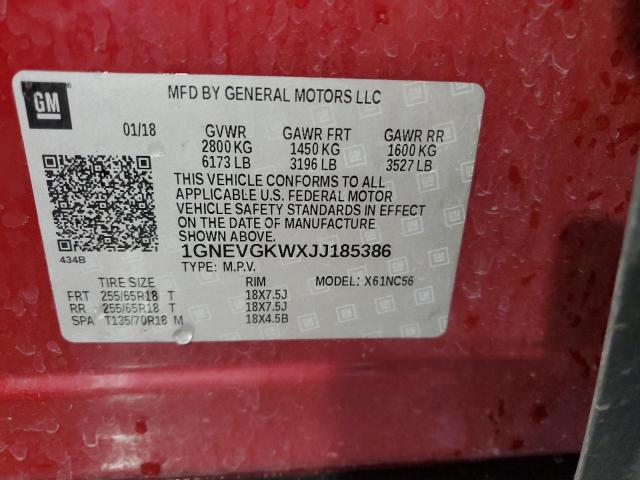 GM
MFD BY GENERAL MOTORS LLC
01/18 GVWR GAWR FRT GAWR RR
2800 KG 1450 KG 1600 KG
6173 LB 3196 LB 3527 LB
THIS VEHICLE CONFORMS TO ALL
APPLICABLE U.S. FEDERAL MOTOR
VEHICLE SAFETY STANDARDS IN EFFECT
ON THE DATE OF MANUFACTURE
SHOWN ABOVE.
434B
1GNEVGKWXJJ185386
TYPE: M.P.V. MODEL: X61NC56
TIRE SIZE RIM
FRT 255/65R18 T 18X7.5J
RR 255/65R18 T 18X7.5J
SPA T135/70R18 M 18X4.5B